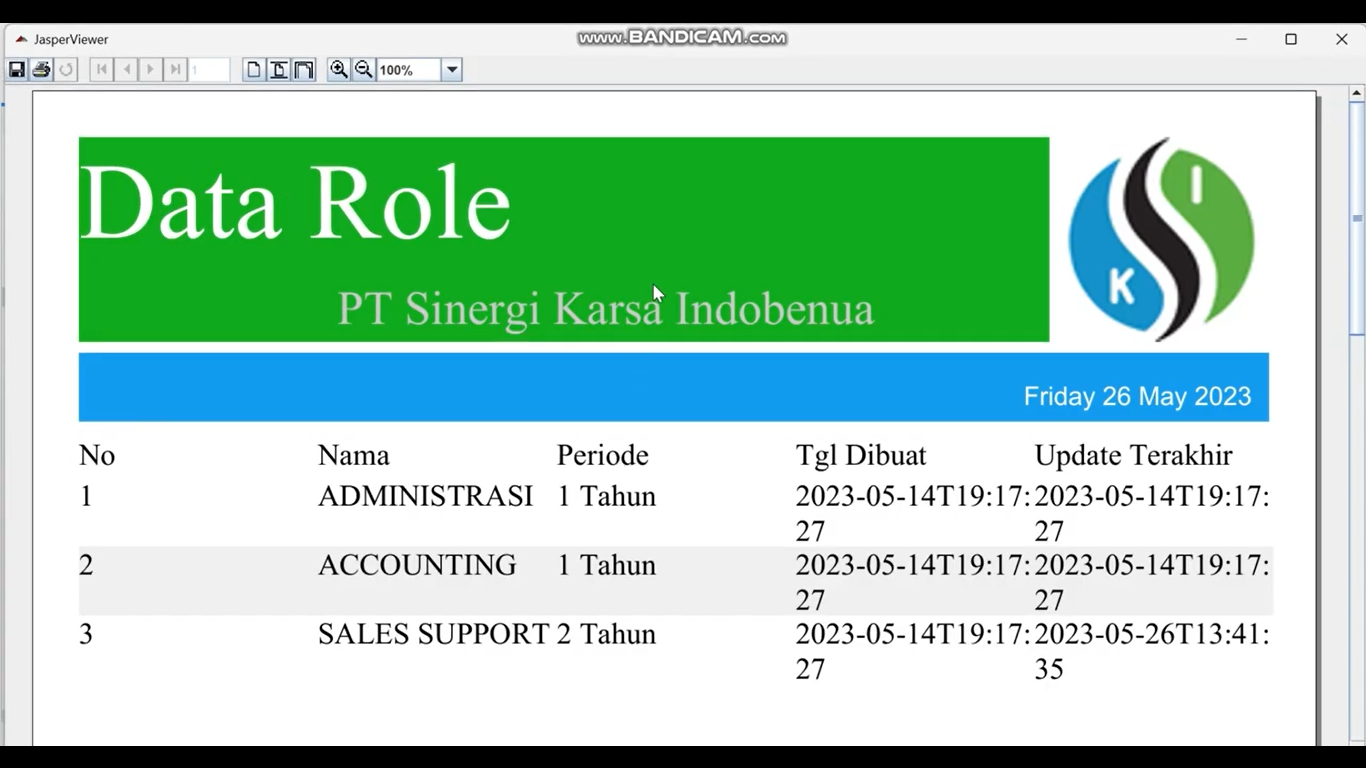 JasperViewer
www.BANDICAM.com
1
100%
Data Role
PT Sinergi Karsa Indobenua
K I
Friday 26 May 2023
No Nama Periode Tgl Dibuat Update Terakhir
1 ADMINISTRASI 1 Tahun 2023-05-14T19:17: 2023-05-14T19:17:
27 27
2 ACCOUNTING 1 Tahun 2023-05-14T19:17: 2023-05-14T19:17:
27 27
3 SALES SUPPORT 2 Tahun 2023-05-14T19:17: 2023-05-26T13:41:
27 35